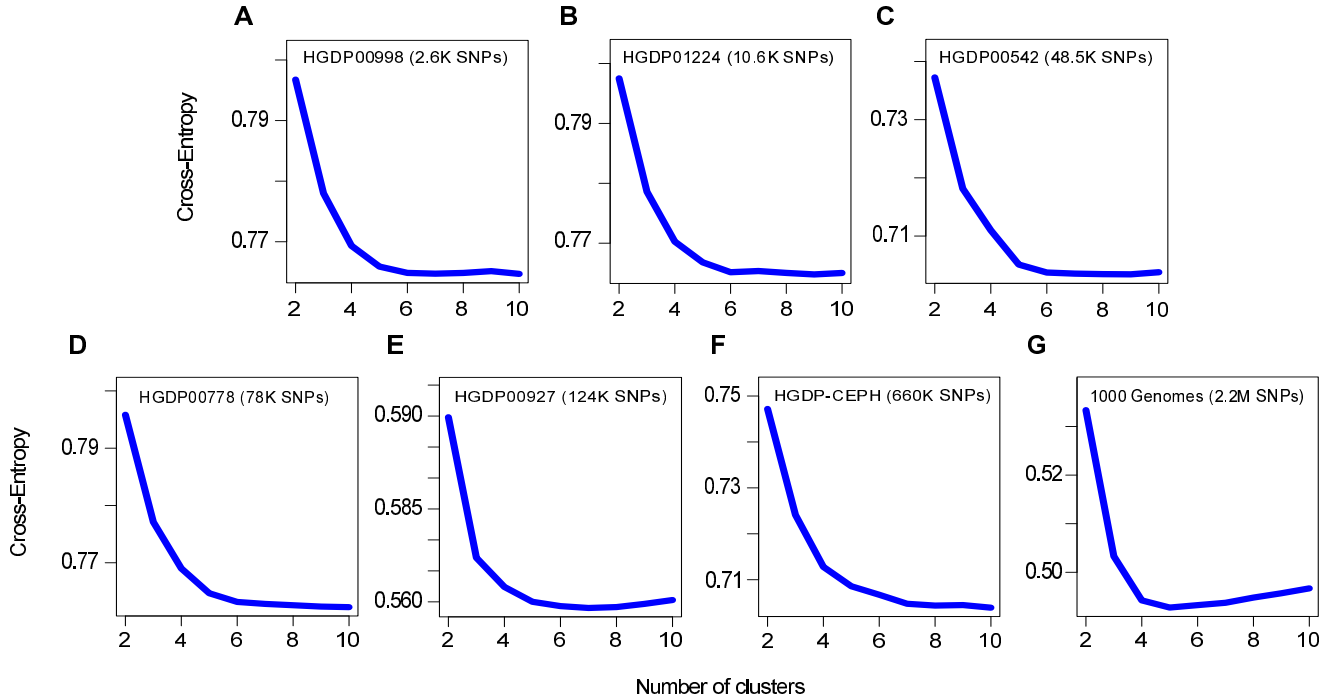 A
B
C
HGDP00998 (2.6K SNPs)
HGDP01224 (10.6K SNPs)
HGDP00542 (48.5K SNPs)
Cross-Entropy
0.79
0.77
0.79
0.77
0.73
0.71
2 4 6 8 10
2 4 6 8 10
2 4 6 8 10
D
E
F
G
HGDP00778 (78K SNPs)
HGDP00927 (124K SNPs)
HGDP-CEPH (660K SNPs)
1000 Genomes (2.2M SNPs)
Cross-Entropy
0.79
0.77
0.590
0.585
0.560
0.75
0.73
0.71
0.52
0.50
2 4 6 8 10
2 4 6 8 10
2 4 6 8 10
2 4 6 8 10
Number of clusters